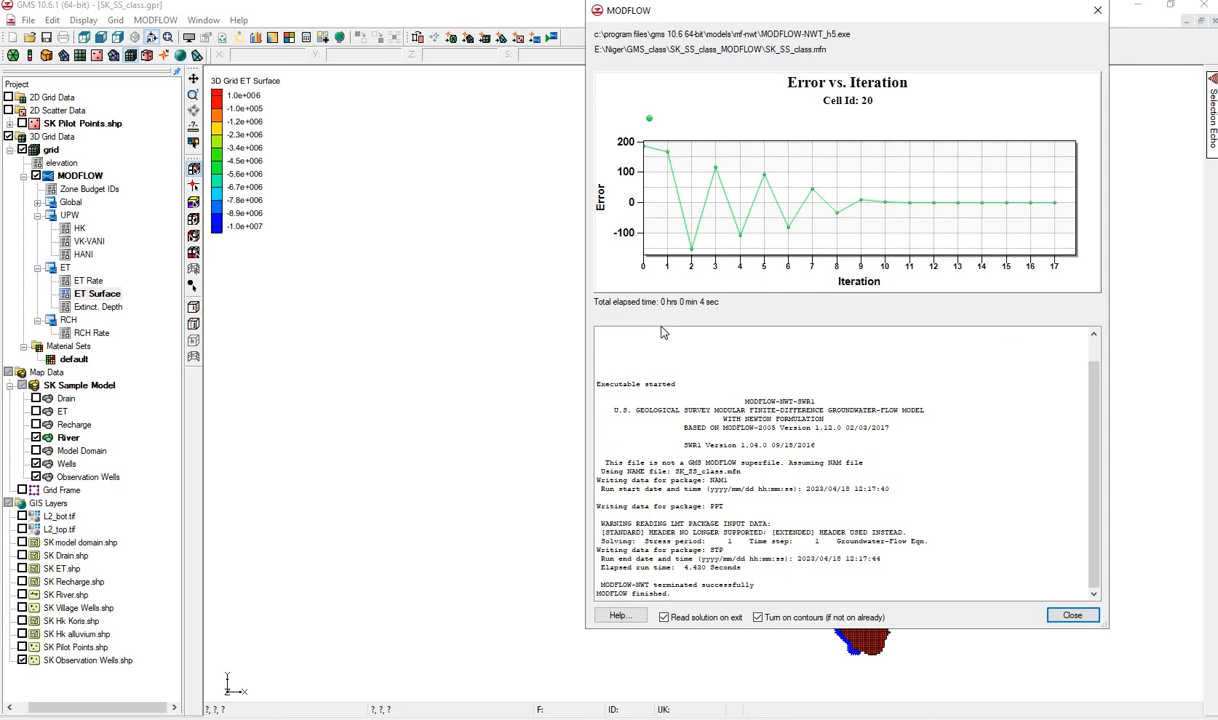 GMS 10.6.1 (64-bit) - [SK_SS_class.gpr]
File Edit Display Grid MODFLOW Window Help
X: Y: Z: S:
Project
2D Grid Data
2D Scatter Data
SK Pilot Points.shp
3D Grid Data
grid
elevation
MODFLOW
Zone Budget IDs
Global
UPW
HK
VK-VANI
HANI
ET
ET Rate
ET Surface
Extinct. Depth
RCH
RCH Rate
Material Sets
default
Map Data
SK Sample Model
Drain
ET
Recharge
River
Model Domain
Wells
Observation Wells
Grid Frame
GIS Layers
L2_bot.tif
L2_top.tif
SK model domain.shp
SK Drain.shp
SK ET.shp
SK Recharge.shp
SK River.shp
SK Village Wells.shp
SK Hk Koris.shp
SK Hk alluvium.shp
SK Pilot Points.shp
SK Observation Wells.shp
3D Grid ET Surface
1.0e+006
-1.0e+005
-1.2e+006
-2.3e+006
-3.4e+006
-4.5e+006
-5.6e+006
-6.7e+006
-7.8e+006
-8.9e+006
-1.0e+007
Y
Z X
?, ?, ? ?, ?, ? F: ID: I/JK:
MODFLOW
c:\program files\gms 10.6 64-bit\models\mf-nwt\MODFLOW-NWT_h5.exe
E:\Niger\GMS_class\SK_SS_class_MODFLOW\SK_SS_class.mfn
Error vs. Iteration
Cell Id: 20
200
100
0
-100
Error
0 1 2 3 4 5 6 7 8 9 10 11 12 13 14 15 16 17
Iteration
Total elapsed time: 0 hrs 0 min 4 sec
Executable started
MODFLOW-NWT-SWR1
U.S. GEOLOGICAL SURVEY MODULAR FINITE-DIFFERENCE GROUNDWATER-FLOW MODEL
WITH NEWTON FORMULATION
BASED ON MODFLOW-2005 Version 1.12.0 02/03/2017
SWR1 Version 1.04.0 09/15/2016
This file is not a GMS MODFLOW superfile. Assuming NAM file
Using NAME file: SK_SS_class.mfn
Writing data for package: NAM1
Run start date and time (yyyy/mm/dd hh:mm:ss): 2023/04/18 12:17:40
Writing data for package: PPT
WARNING READING LMT PACKAGE INPUT DATA:
[STANDARD] HEADER NO LONGER SUPPORTED; [EXTENDED] HEADER USED INSTEAD.
Solving: Stress period: 1 Time step: 1 Groundwater-Flow Eqn.
Writing data for package: STP
Run end date and time (yyyy/mm/dd hh:mm:ss): 2023/04/18 12:17:44
Elapsed run time: 4.430 Seconds
MODFLOW-NWT terminated successfully
MODFLOW finished.
Help... Read solution on exit Turn on contours (if not on already) Close
Selection Echo